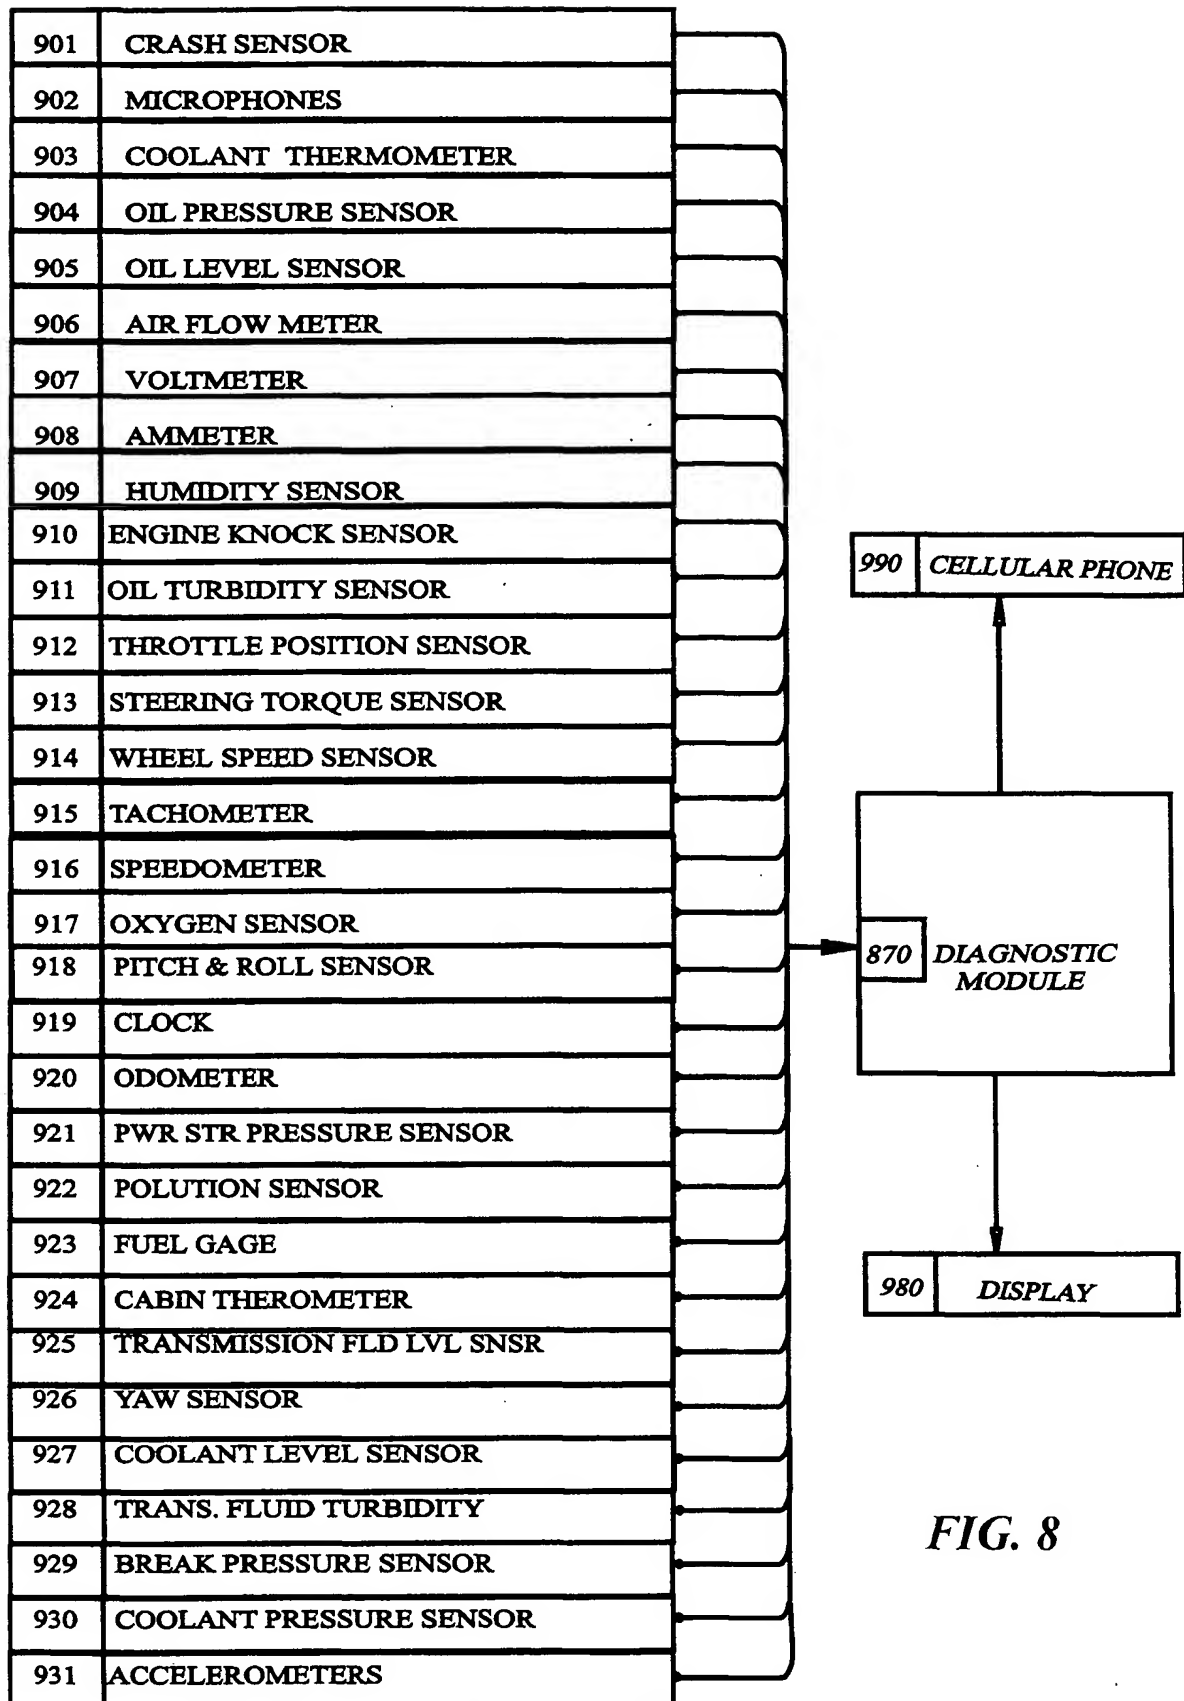 901 CRASH SENSOR
902 MICROPHONES
903 COOLANT THERMOMETER
904 OIL PRESSURE SENSOR
905 OIL LEVEL SENSOR
906 AIR FLOW METER
907 VOLTMETER
908 AMMETER
909 HUMIDITY SENSOR
910 ENGINE KNOCK SENSOR
911 OIL TURBIDITY SENSOR
912 THROTTLE POSITION SENSOR
913 STEERING TORQUE SENSOR
914 WHEEL SPEED SENSOR
915 TACHOMETER
916 SPEEDOMETER
917 OXYGEN SENSOR
918 PITCH & ROLL SENSOR
919 CLOCK
920 ODOMETER
921 PWR STR PRESSURE SENSOR
922 POLUTION SENSOR
923 FUEL GAGE
924 CABIN THEROMETER
925 TRANSMISSION FLD LVL SNSR
926 YAW SENSOR
927 COOLANT LEVEL SENSOR
928 TRANS. FLUID TURBIDITY
929 BREAK PRESSURE SENSOR
930 COOLANT PRESSURE SENSOR
931 ACCELEROMETERS
990 CELLULAR PHONE
870 DIAGNOSTIC
MODULE
980 DISPLAY
FIG. 8